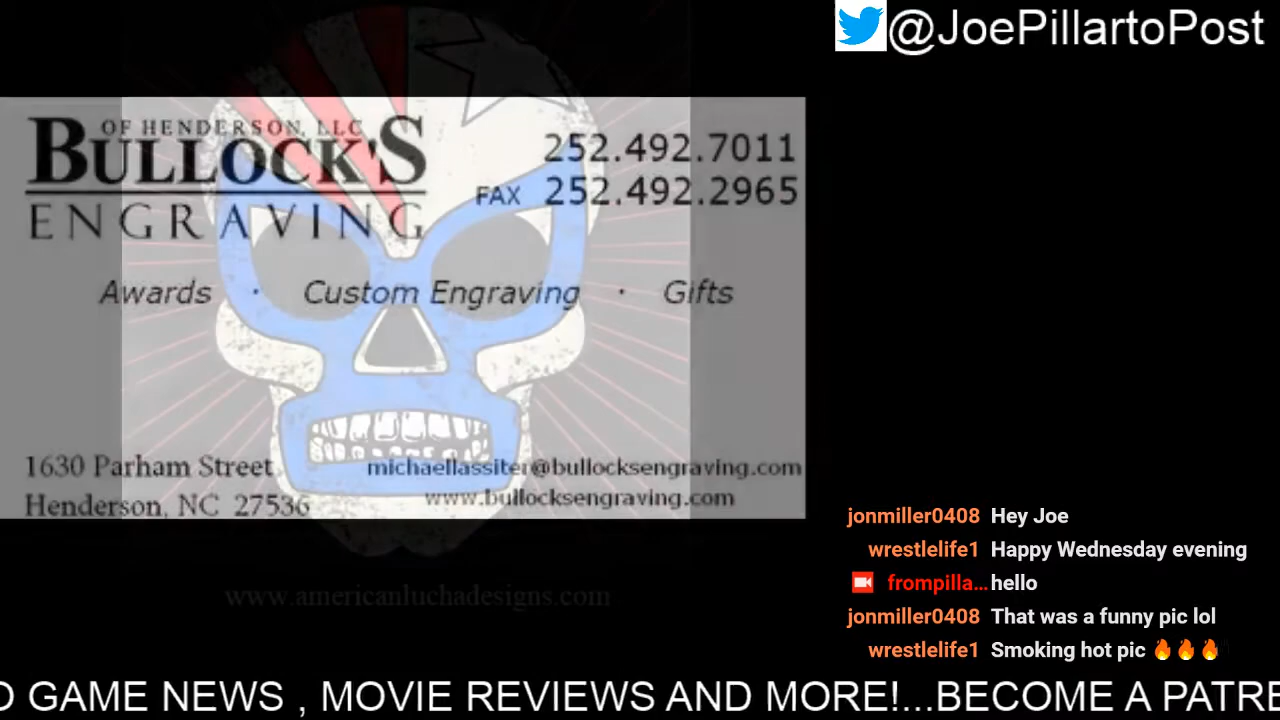 @JoePillartoPost
OF HENDERSON, LLC
BULLOCK'S
ENGRAVING
252.492.7011
FAX 252.492.2965
Awards · Custom Engraving · Gifts
1630 Parham Street
Henderson, NC 27536
michaellassiter@bullocksengraving.com
www.bullocksengraving.com
www.americanluchadesigns.com
jonmiller0408 Hey Joe
wrestlelife1 Happy Wednesday evening
frompilla... hello
jonmiller0408 That was a funny pic lol
wrestlelife1 Smoking hot pic 🔥🔥🔥
GAME NEWS , MOVIE REVIEWS AND MORE!...BECOME A PATRE